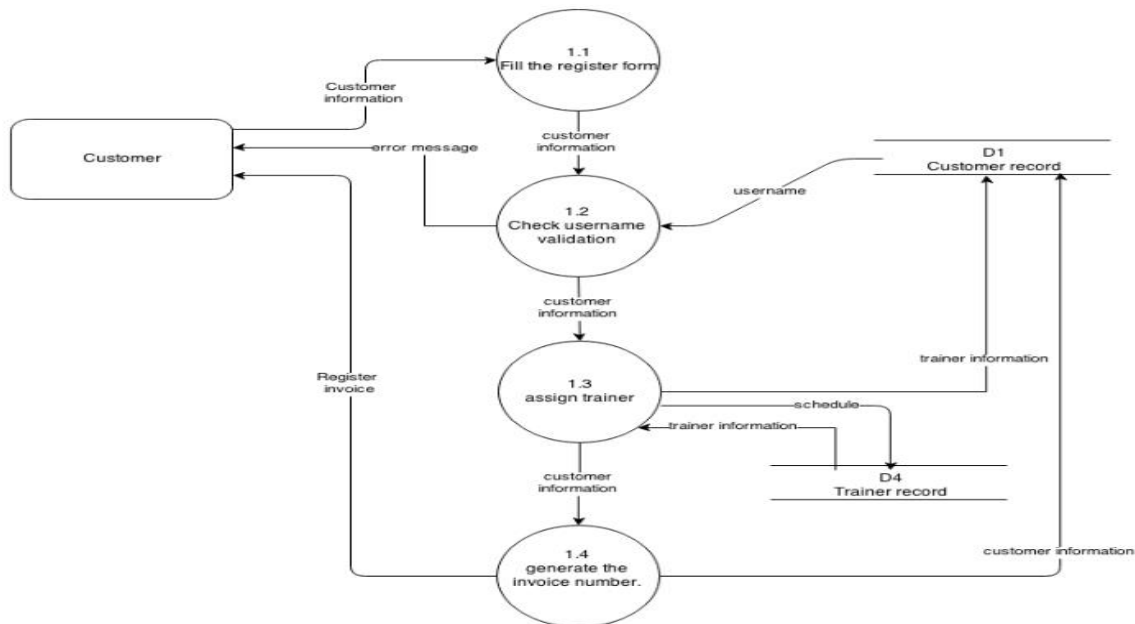 1.1
Fill the register form
Customer
information
customer
information
Customer
error message
D1
Customer record
username
1.2
Check username
validation
customer
information
trainer information
Register
invoice
1.3
assign trainer
schedule
trainer information
customer
information
D4
Trainer record
customer information
1.4
generate the
invoice number.